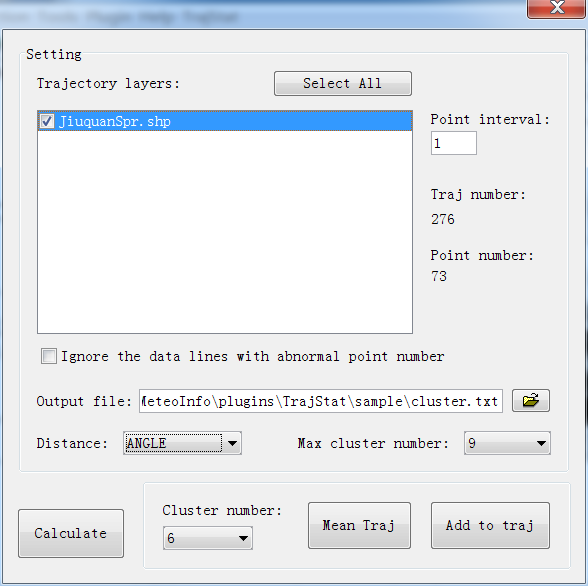 Setting
Trajectory layers:
Select All
JiuquanSpr.shp
Point interval:
1
Traj number:
276
Point number:
73
Ignore the data lines with abnormal point number
Output file: MeteoInfo\plugins\TrajStat\sample\cluster.txt
Distance: ANGLE Max cluster number: 9
Calculate
Cluster number:
6
Mean Traj
Add to traj